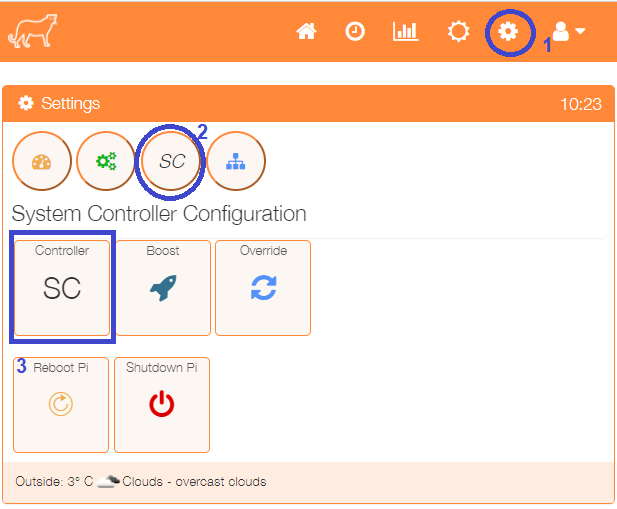 1
Settings 10:23
2
SC
System Controller Configuration
Controller Boost Override
SC
3 Reboot Pi Shutdown Pi
Outside: 3° C Clouds - overcast clouds